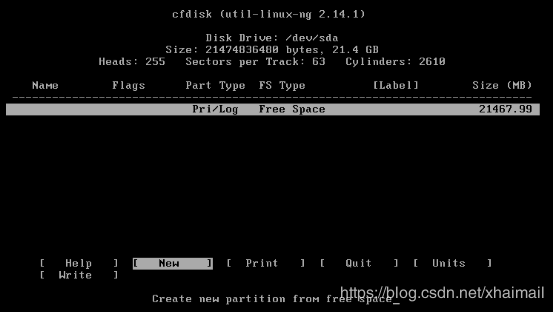 cfdisk (util-linux-ng 2.14.1)
Disk Drive: /dev/sda
Size: 21474836480 bytes, 21.4 GB
Heads: 255 Sectors per Track: 63 Cylinders: 2610
Name Flags Part Type FS Type [Label] Size (MB)
Pri/Log Free Space 21467.99
[ Help ] [ New ] [ Print ] [ Quit ] [ Units ]
[ Write ]
https://blog.csdn.net/xhaimail
Create new partition from free space_